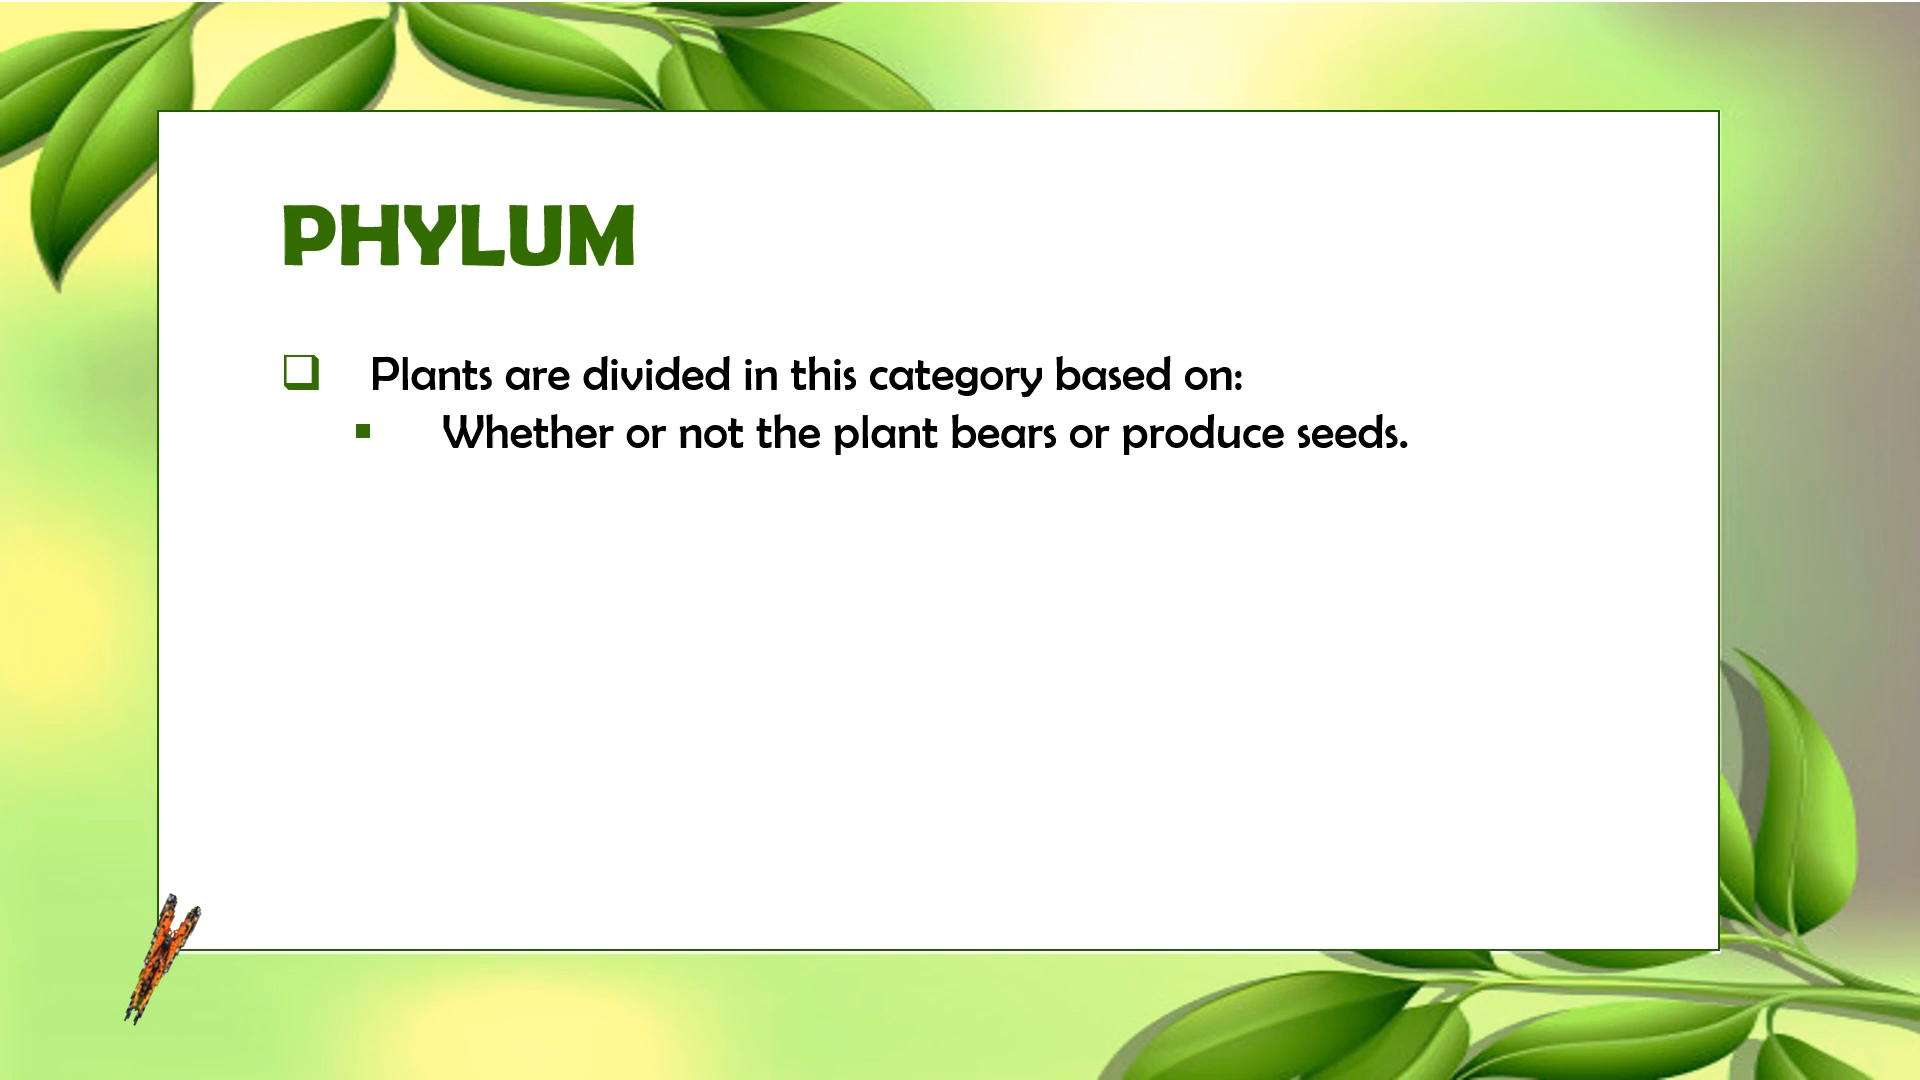 PHYLUM
Plants are divided in this category based on:
Whether or not the plant bears or produce seeds.